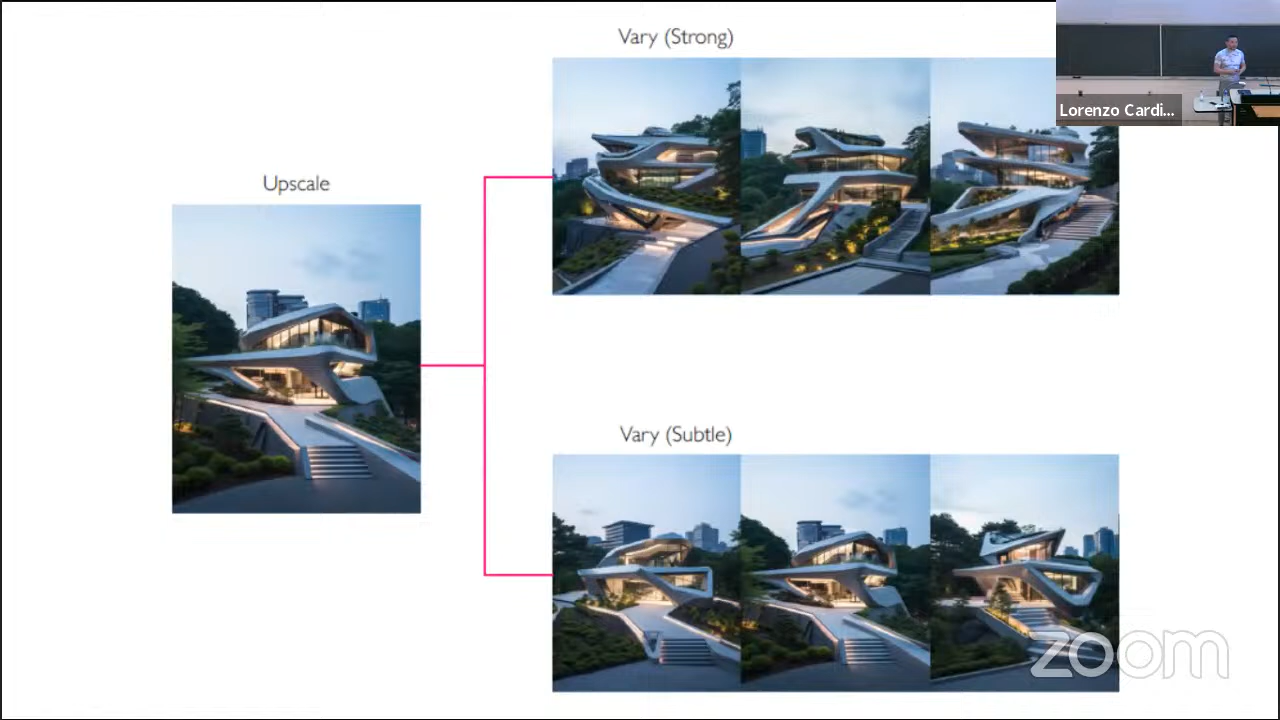 Vary (Strong)
Lorenzo Cardi...
Upscale
Vary (Subtle)
zoom